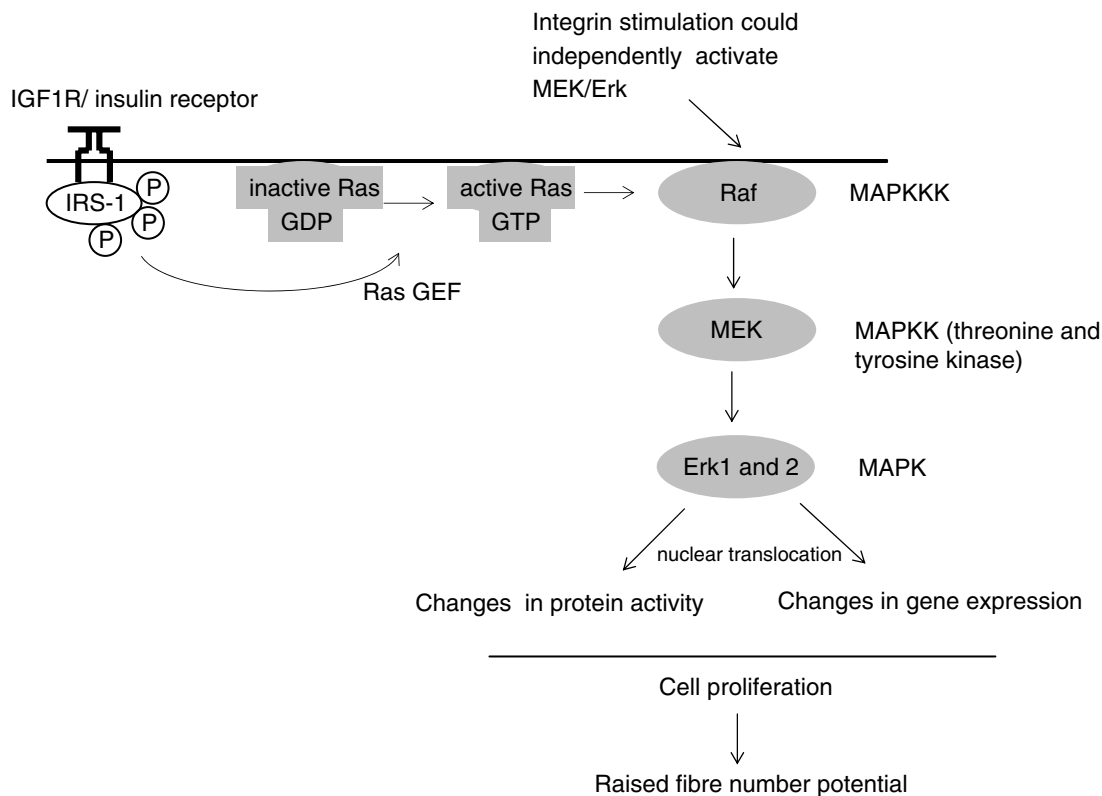 Integrin stimulation could
independently activate
MEK/Erk
IGF1R/ insulin receptor
IRS-1
P
P
P
inactive Ras
GDP
active Ras
GTP
Raf
MAPKKK
Ras GEF
MEK
MAPKK (threonine and
tyrosine kinase)
Erk1 and 2
MAPK
nuclear translocation
Changes in protein activity
Changes in gene expression
Cell proliferation
Raised fibre number potential